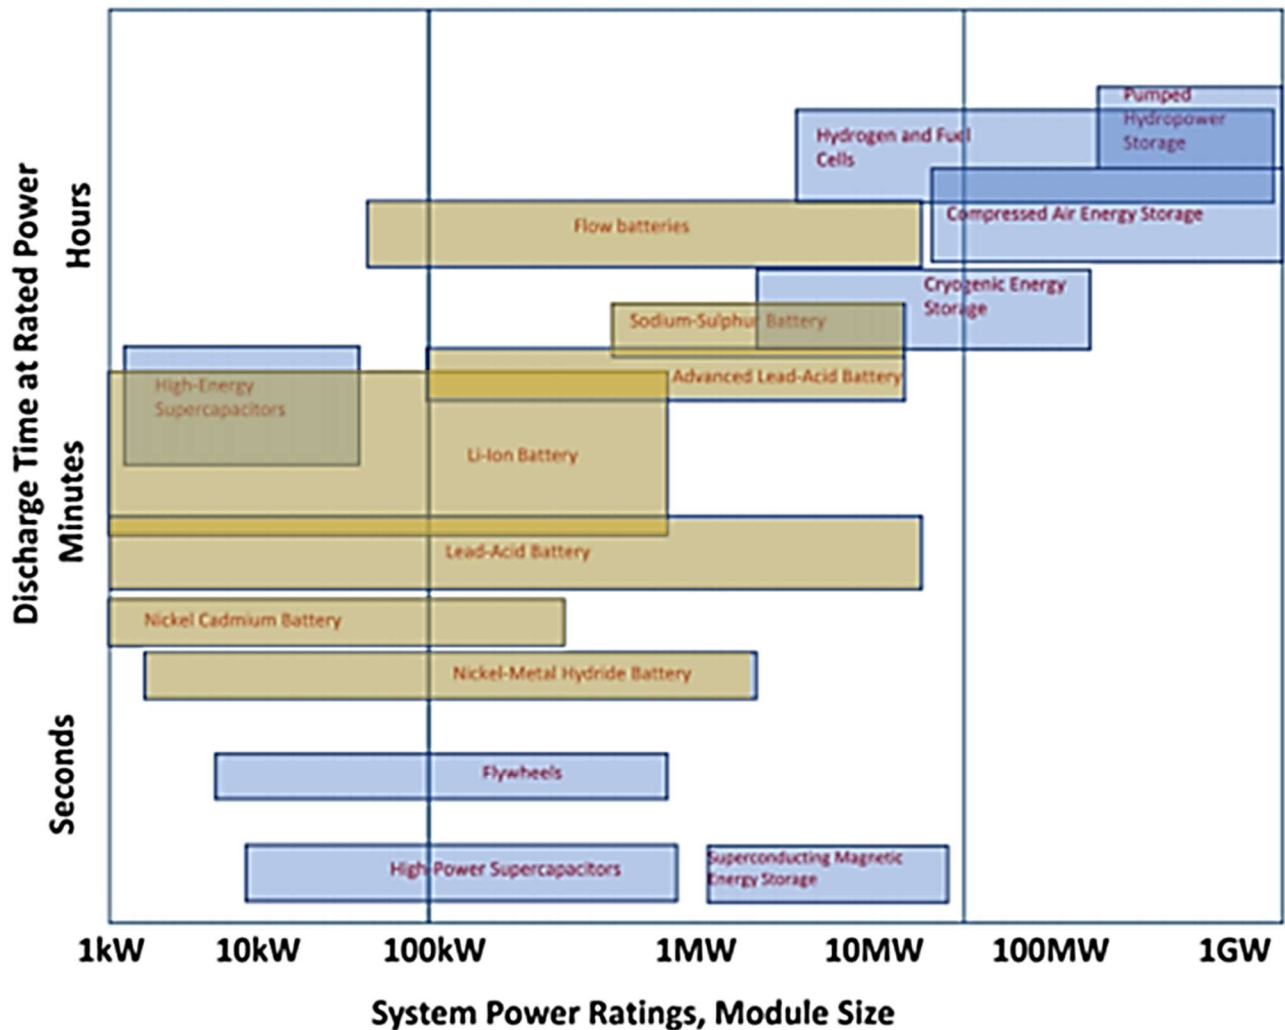 Pumped
Hydropower
Storage
Hydrogen and Fuel
Cells
Compressed Air Energy Storage
Flow batteries
Cryogenic Energy
Storage
Sodium-Sulphur Battery
Advanced Lead-Acid Battery
High-Energy
Supercapacitors
Li-Ion Battery
Lead-Acid Battery
Nickel Cadmium Battery
Nickel-Metal Hydride Battery
Flywheels
High-Power Supercapacitors
Superconducting Magnetic
Energy Storage
Discharge Time at Rated Power
Hours
Minutes
Seconds
1kW 10kW 100kW 1MW 10MW 100MW 1GW
System Power Ratings, Module Size